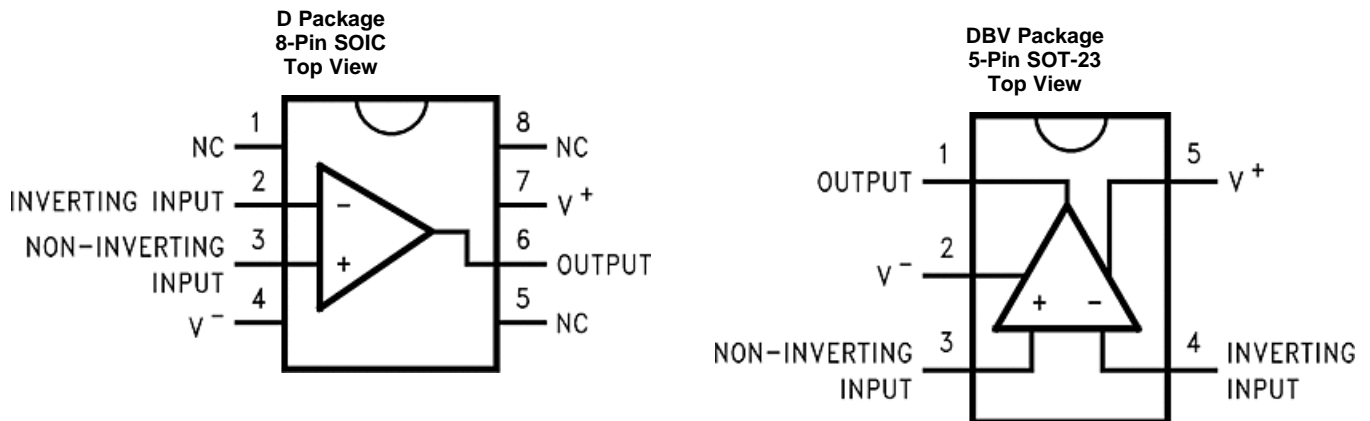 D Package
8-Pin SOIC
Top View
1
NC
2
INVERTING INPUT
3
NON-INVERTING
INPUT
4
V-
8
NC
7
V+
6
OUTPUT
5
NC
-
+
DBV Package
5-Pin SOT-23
Top View
1
OUTPUT
2
V-
3
NON-INVERTING
INPUT
5
V+
4
INVERTING
INPUT
+ -